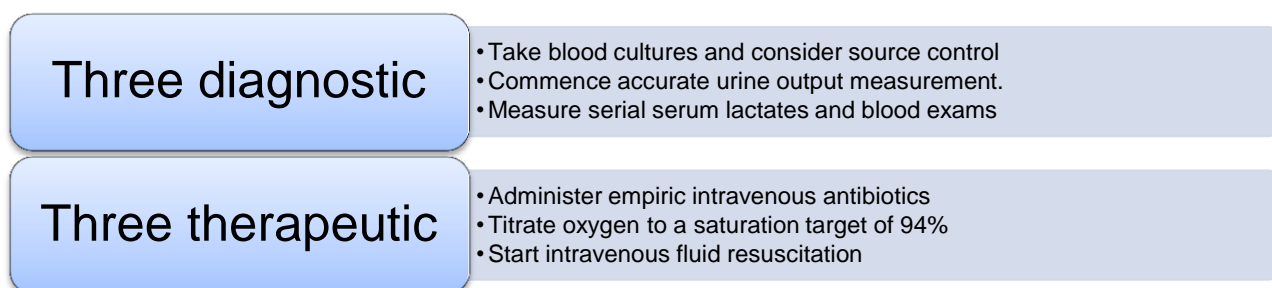 Three diagnostic
• Take blood cultures and consider source control
• Commence accurate urine output measurement.
• Measure serial serum lactates and blood exams
Three therapeutic
• Administer empiric intravenous antibiotics
• Titrate oxygen to a saturation target of 94%
• Start intravenous fluid resuscitation